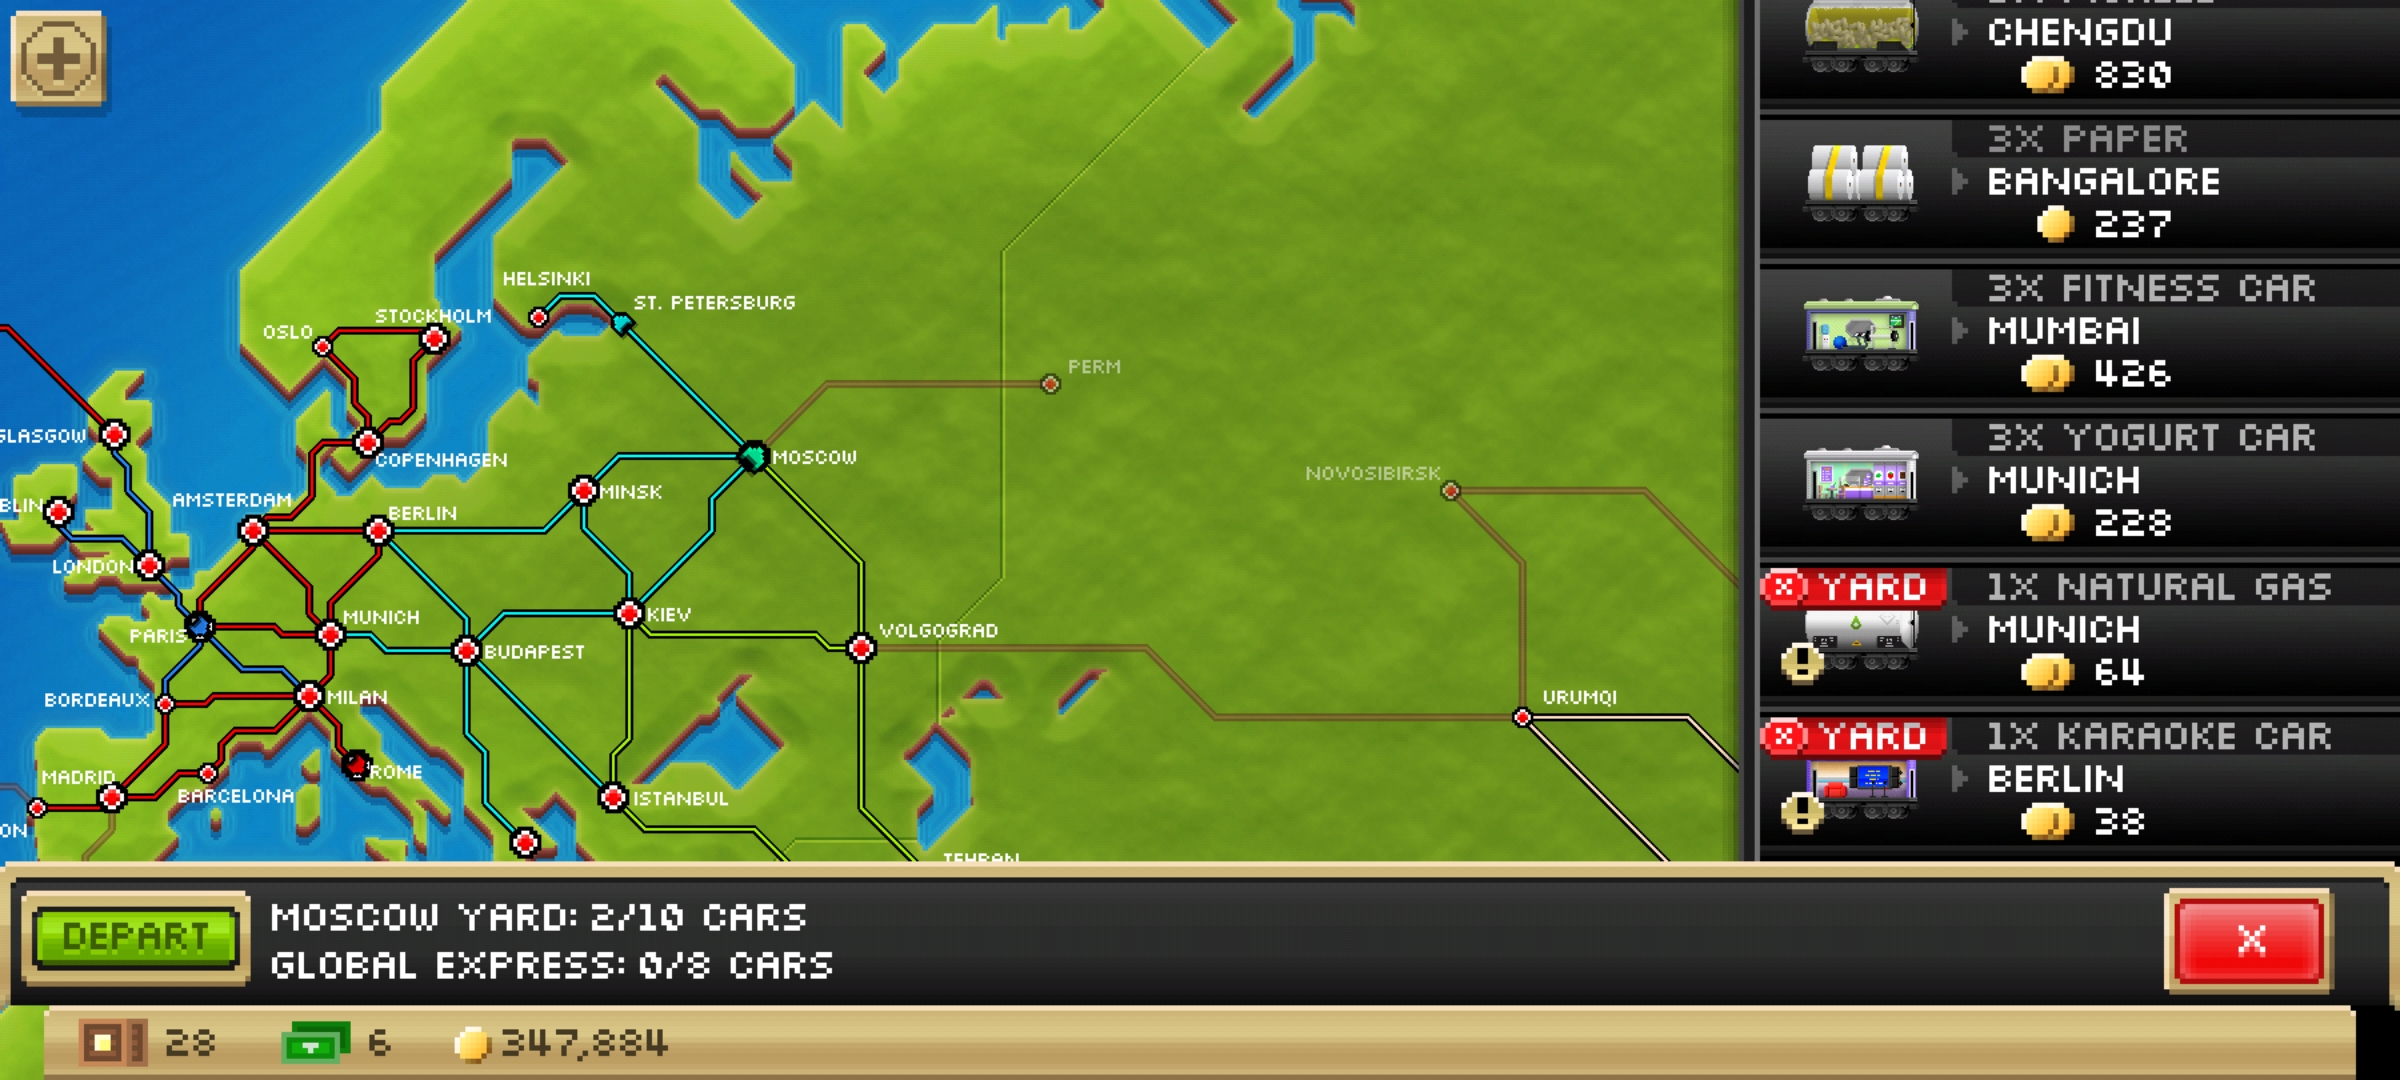 CHENGDU
830
3X PAPER
BANGALORE
237
3X FITNESS CAR
MUMBAI
426
3X YOGURT CAR
MUNICH
228
YARD
1X NATURAL GAS
MUNICH
64
YARD
1X KARAOKE CAR
BERLIN
38
HELSINKI
ST. PETERSBURG
STOCKHOLM
OSLO
PERM
GLASGOW
MOSCOW
COPENHAGEN
NOVOSIBIRSK
MINSK
AMSTERDAM
BLIN
BERLIN
LONDON
KIEV
MUNICH
VOLGOGRAD
PARIS
BUDAPEST
MILAN
BORDEAUX
URUMQI
ROME
MADRID
BARCELONA
ISTANBUL
ON
TEHRAN
DEPART
MOSCOW YARD: 2/10 CARS
GLOBAL EXPRESS: 0/8 CARS
X
28
6
347,884